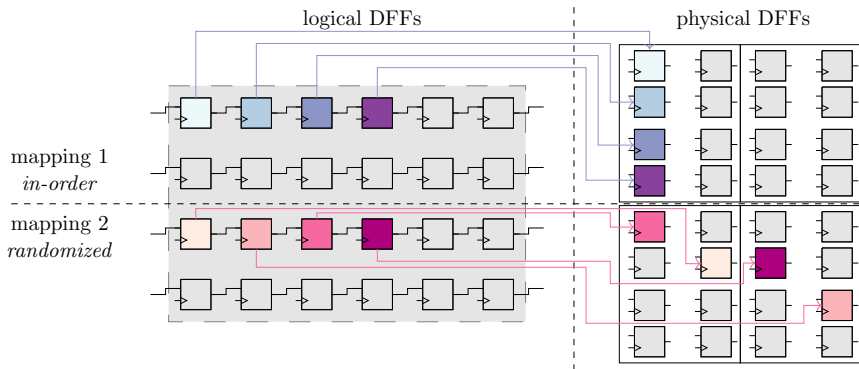 logical DFFs
physical DFFs
mapping 1
in-order
mapping 2
randomized